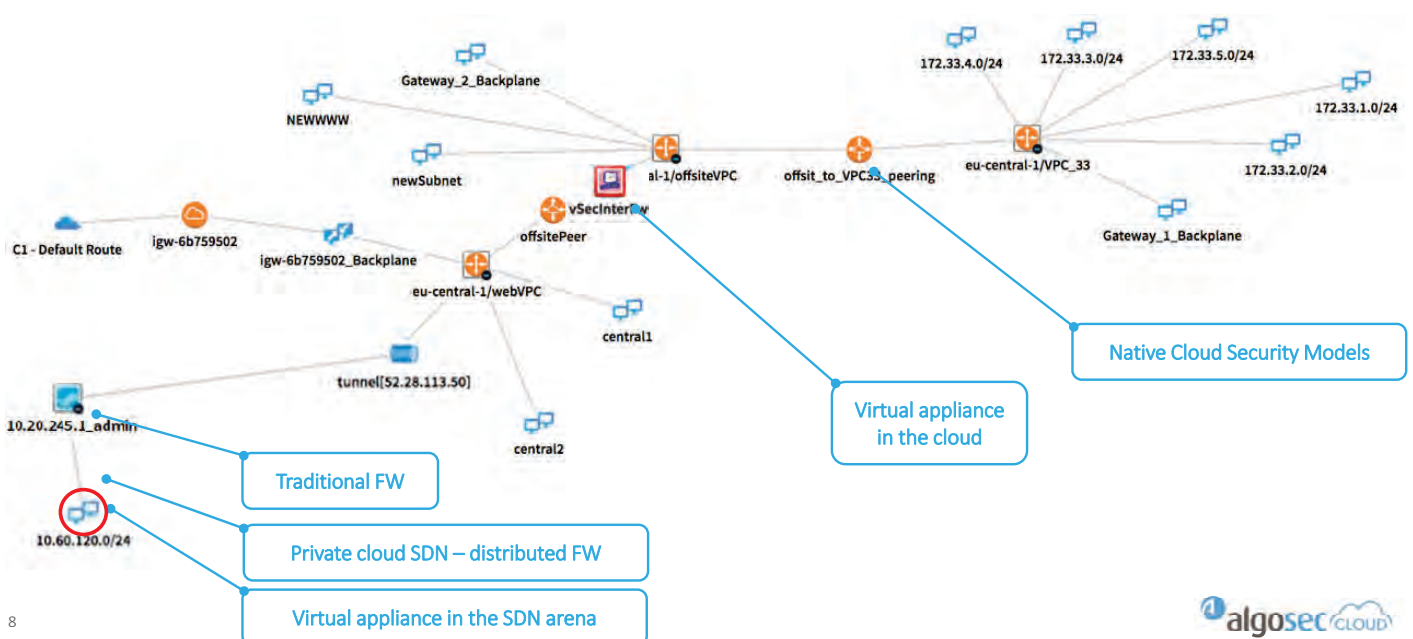 172.33.4.0/24
172.33.3.0/24
172.33.5.0/24
172.33.1.0/24
Gateway_2_Backplane
NEWWWW
newSubnet
al-1/offsiteVPC
offsit_to_VPC33_peering
eu-central-1/VPC_33
172.33.2.0/24
vSecInterFw
offsitePeer
Gateway_1_Backplane
C1 - Default Route
igw-6b759502
igw-6b759502_Backplane
eu-central-1/webVPC
central1
Native Cloud Security Models
tunnel[52.28.113.50]
Virtual appliance
in the cloud
10.20.245.1_admin
central2
Traditional FW
10.60.120.0/24
Private cloud SDN – distributed FW
Virtual appliance in the SDN arena
8
algosec CLOUD